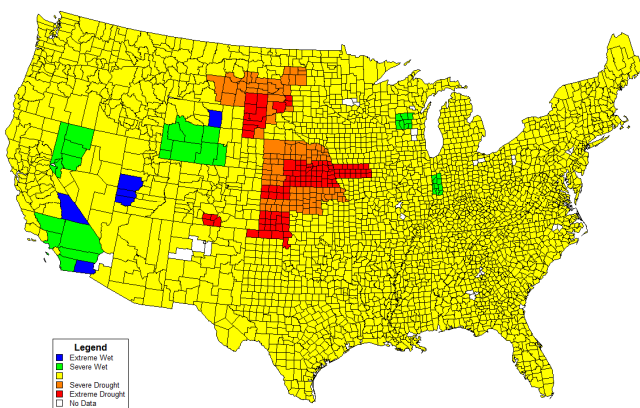 Legend
Extreme Wet
Severe Wet
Severe Drought
Extreme Drought
No Data